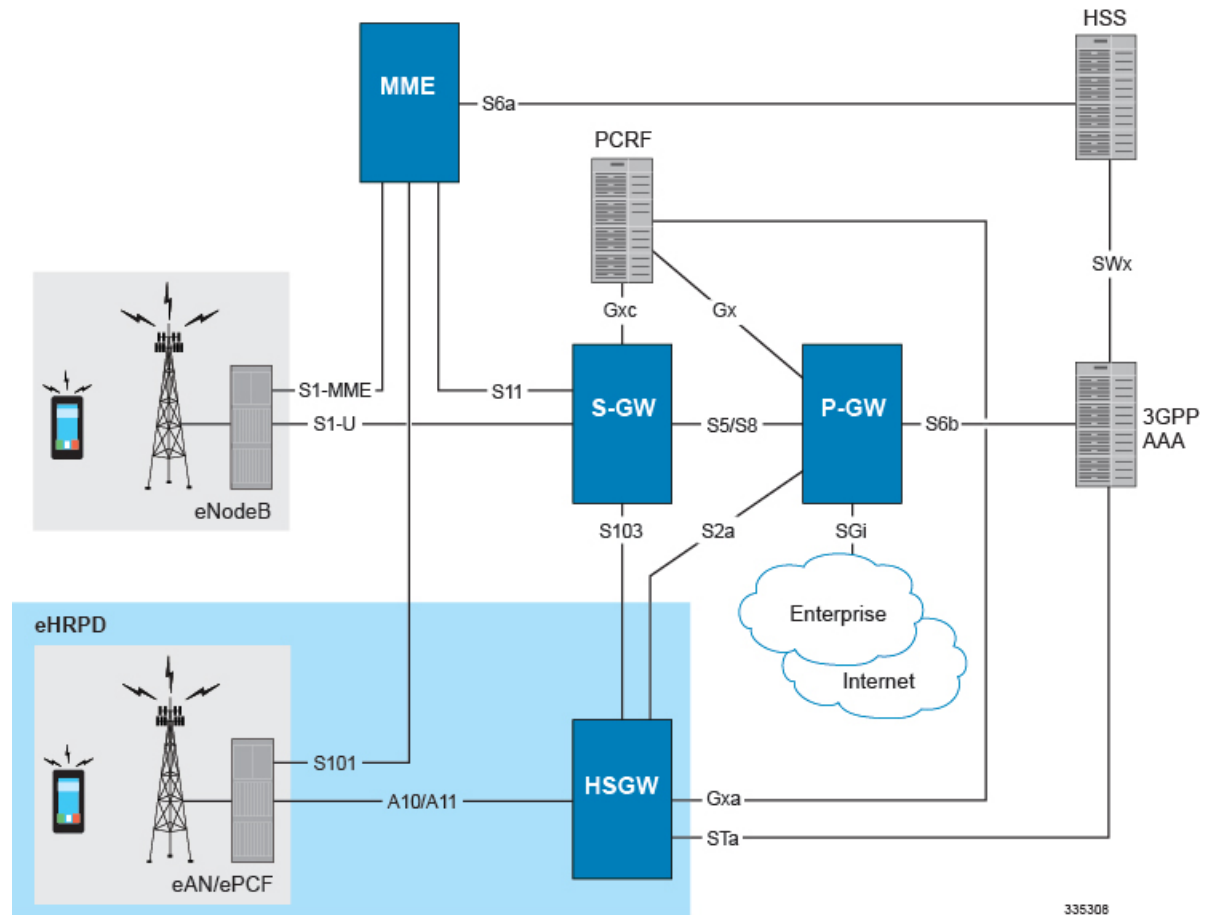 HSS
MME
S6a
PCRF
SWx
Gxc
Gx
S1-MME
S11
S-GW
P-GW
3GPP
AAA
S1-U
S5/S8
S6b
eNodeB
S103
S2a
SGi
eHRPD
Enterprise
Internet
S101
HSGW
A10/A11
Gxa
STa
eAN/ePCF
335308